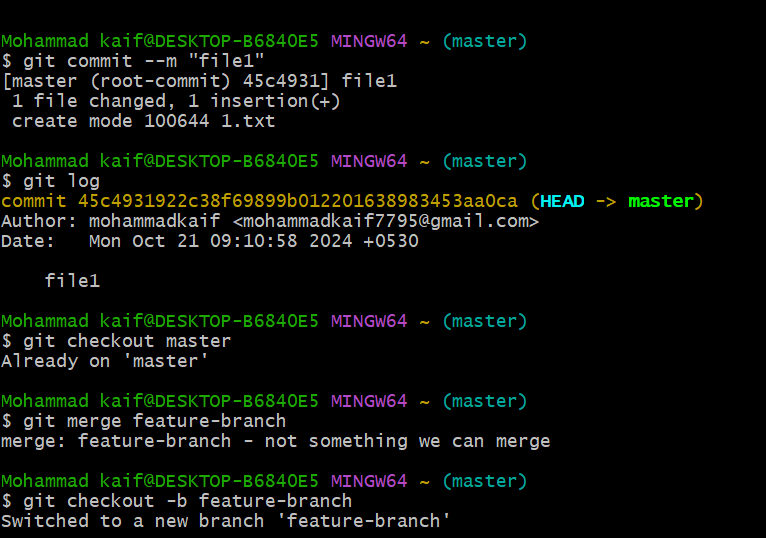 Mohammad kaif@DESKTOP-B6840E5 MINGW64 ~ (master)
$ git commit --m "file1"
[master (root-commit) 45c4931] file1
 1 file changed, 1 insertion(+)
 create mode 100644 1.txt

Mohammad kaif@DESKTOP-B6840E5 MINGW64 ~ (master)
$ git log
commit 45c4931922c38f69899b012201638983453aa0ca (HEAD -> master)
Author: mohammadkaif <mohammadkaif7795@gmail.com>
Date:   Mon Oct 21 09:10:58 2024 +0530

    file1

Mohammad kaif@DESKTOP-B6840E5 MINGW64 ~ (master)
$ git checkout master
Already on 'master'

Mohammad kaif@DESKTOP-B6840E5 MINGW64 ~ (master)
$ git merge feature-branch
merge: feature-branch - not something we can merge

Mohammad kaif@DESKTOP-B6840E5 MINGW64 ~ (master)
$ git checkout -b feature-branch
Switched to a new branch 'feature-branch'